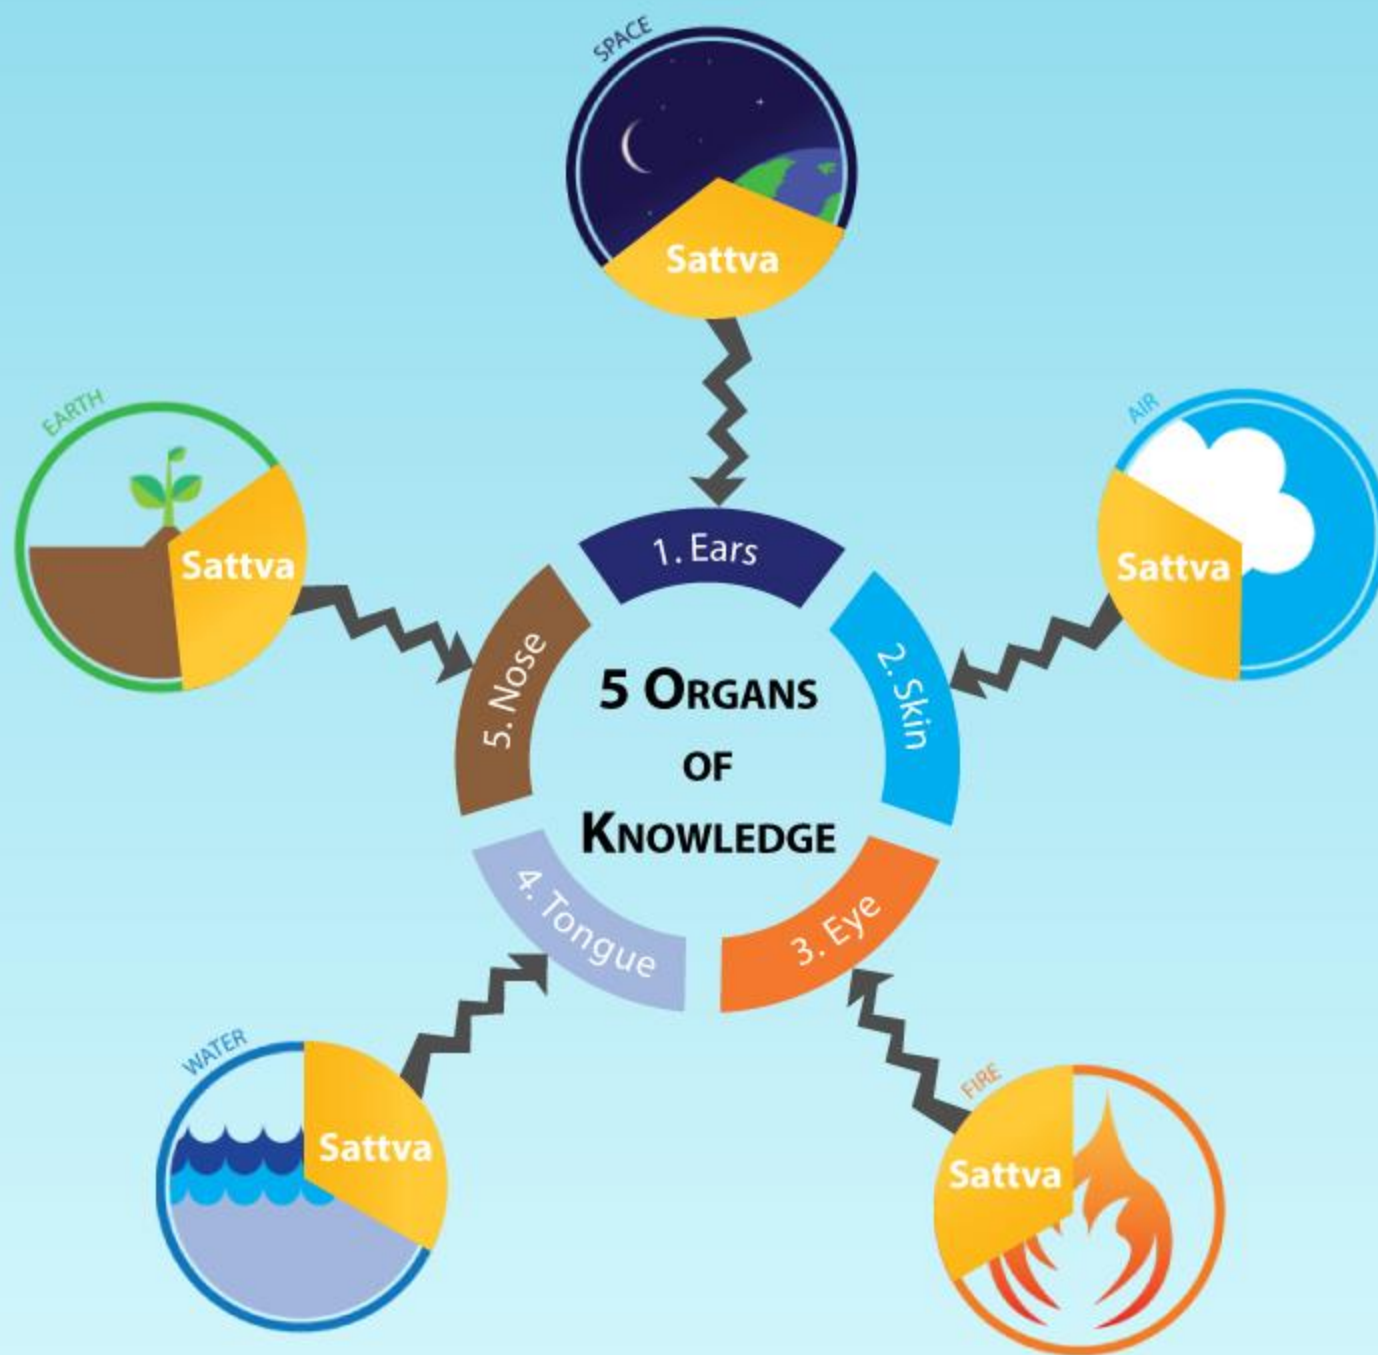 SPACE
Sattva
EARTH
Sattva
AIR
Sattva
1. Ears
2. Skin
3. Eye
4. Tongue
5. Nose
5 ORGANS
OF
KNOWLEDGE
WATER
Sattva
FIRE
Sattva